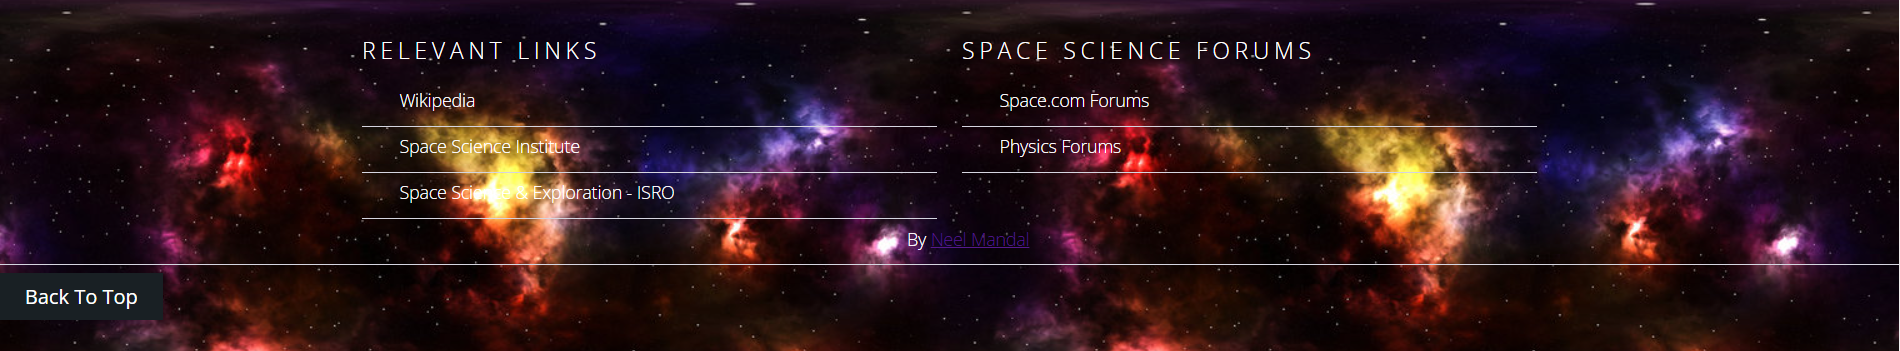 RELEVANT LINKS
Wikipedia
Space Science Institute
Space Science & Exploration - ISRO
SPACE SCIENCE FORUMS
Space.com Forums
Physics Forums
By Neel Mandal
Back To Top